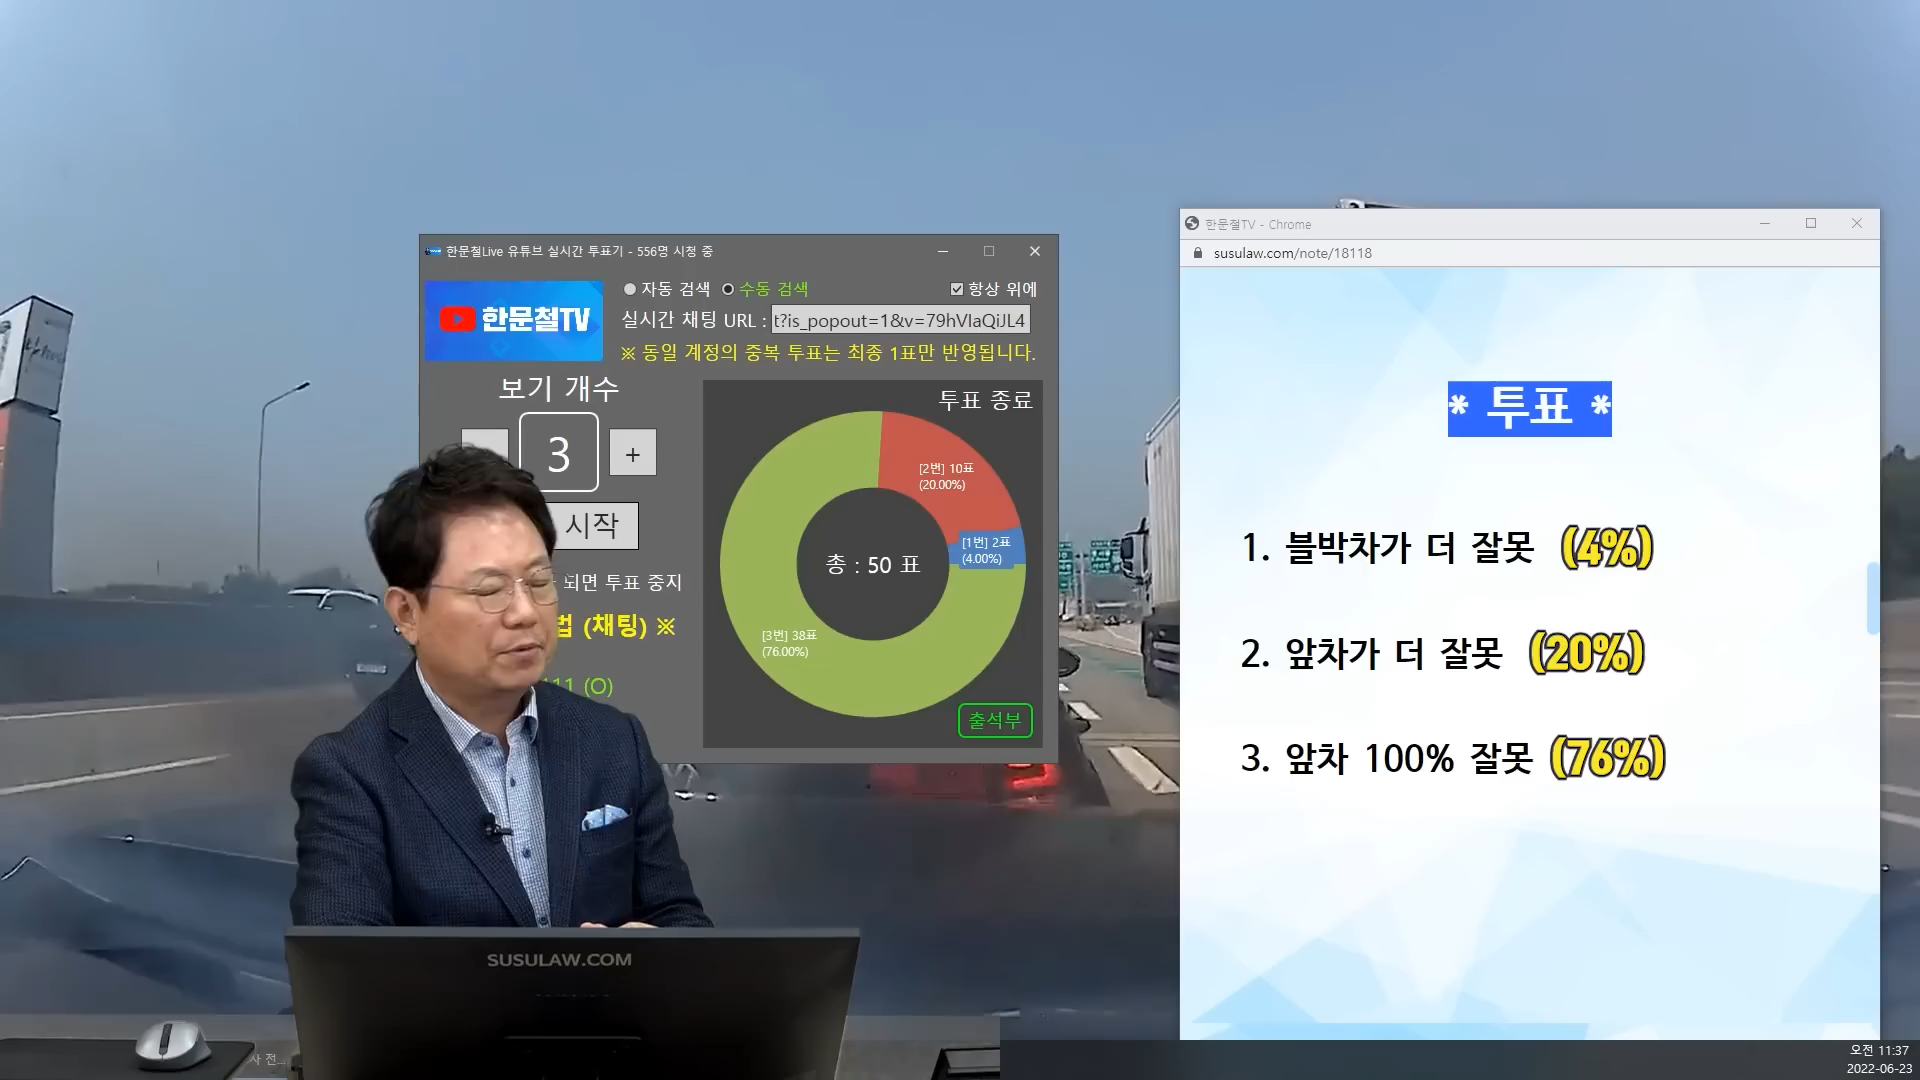 한문철Live 유튜브 실시간 투표기 - 556명 시청 중
한문철TV
자동 검색 수동 검색 항상 위에
실시간 채팅 URL : t?is_popout=1&v=79hVlaQiJL4
※ 동일 계정의 중복 투표는 최종 1표만 반영됩니다.
보기 개수
3 +
시작
되면 투표 중지
법 (채팅) ※
111 (O)
투표 종료
[2번] 10표
(20.00%)
[1번] 2표
(4.00%)
총 : 50 표
[3번] 38표
(76.00%)
출석부
한문철TV - Chrome
susulaw.com/note/18118
* 투표 *
1. 블박차가 더 잘못 (4%)
2. 앞차가 더 잘못 (20%)
3. 앞차 100% 잘못 (76%)
SUSULAW.COM
사 전...
오전 11:37
2022-06-23